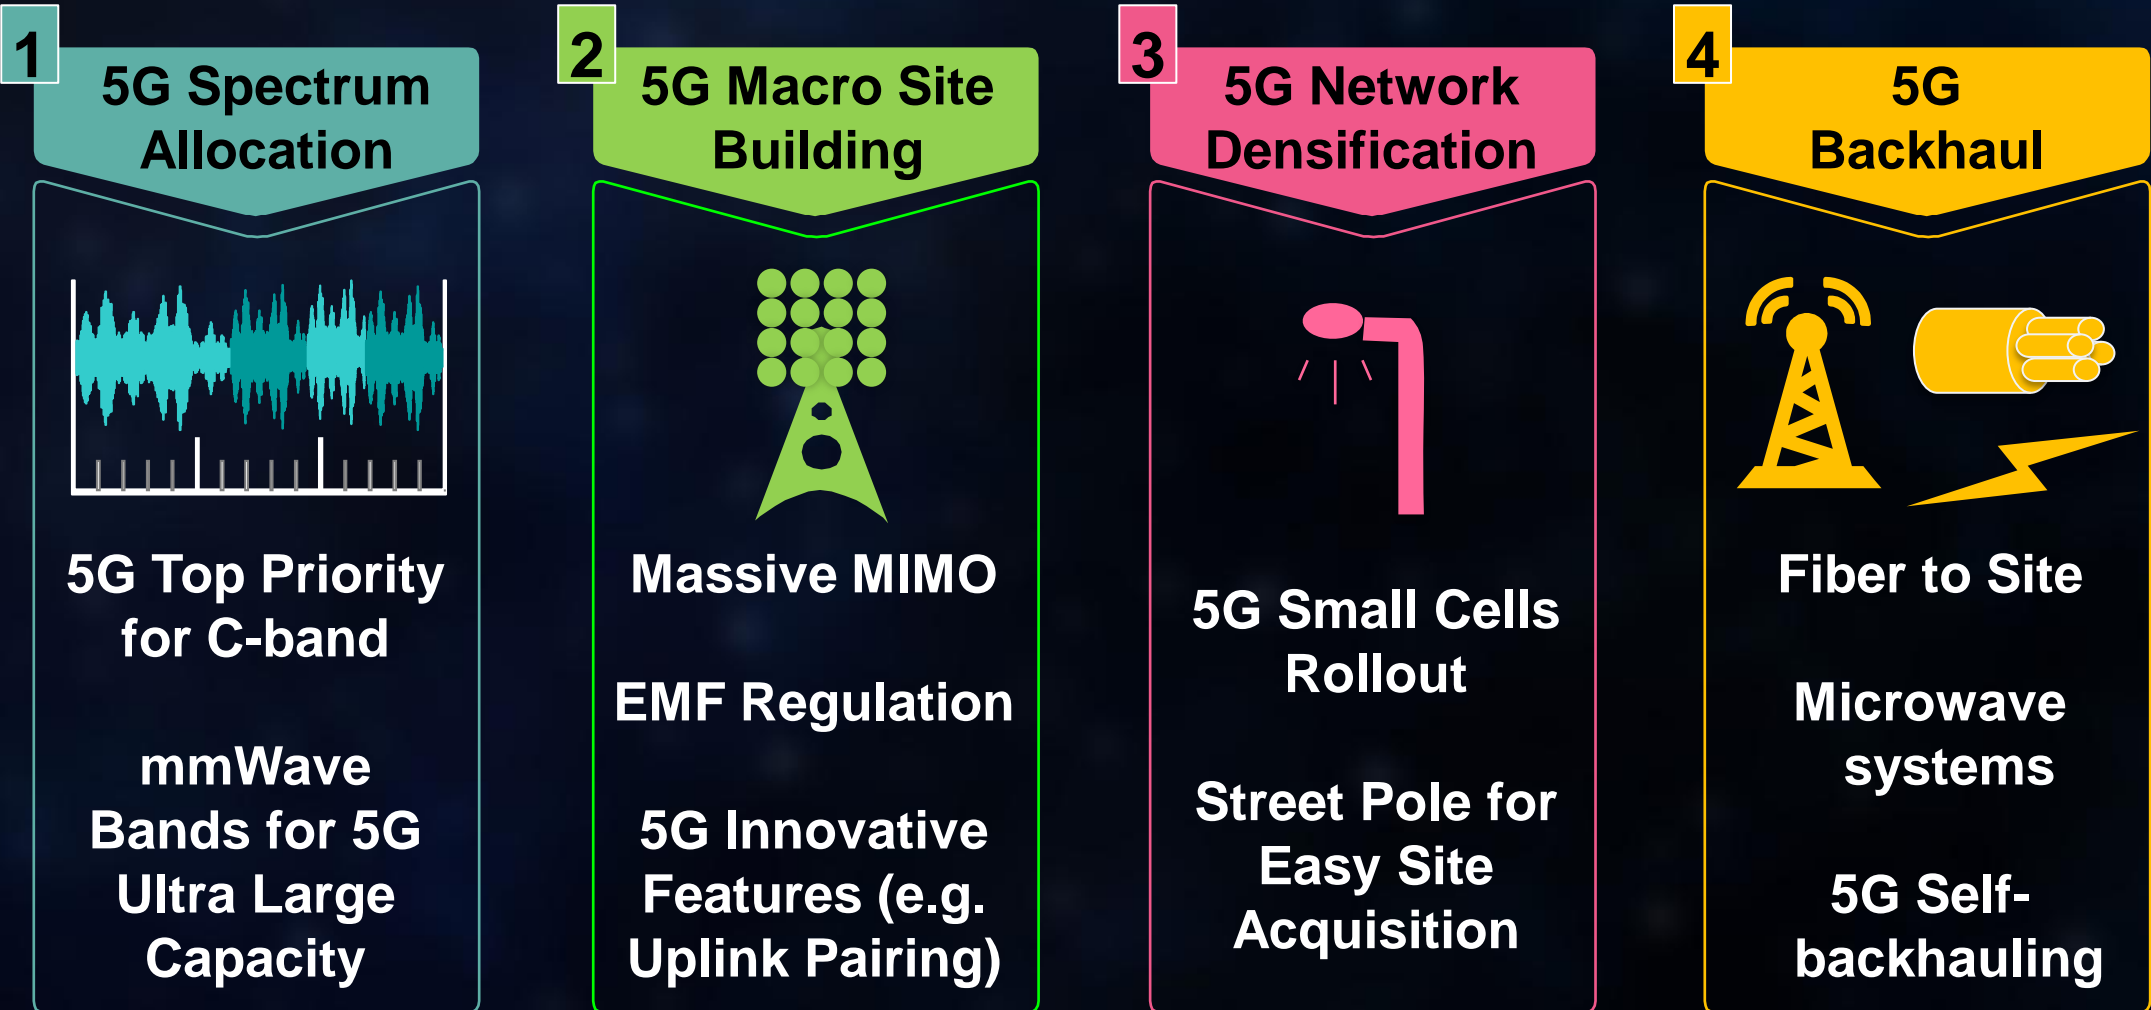 1
5G Spectrum
Allocation
5G Top Priority
for C-band
mmWave
Bands for 5G
Ultra Large
Capacity
2
5G Macro Site
Building
Massive MIMO
EMF Regulation
5G Innovative
Features (e.g.
Uplink Pairing)
3
5G Network
Densification
5G Small Cells
Rollout
Street Pole for
Easy Site
Acquisition
4
5G
Backhaul
Fiber to Site
Microwave
systems
5G Self-
backhauling